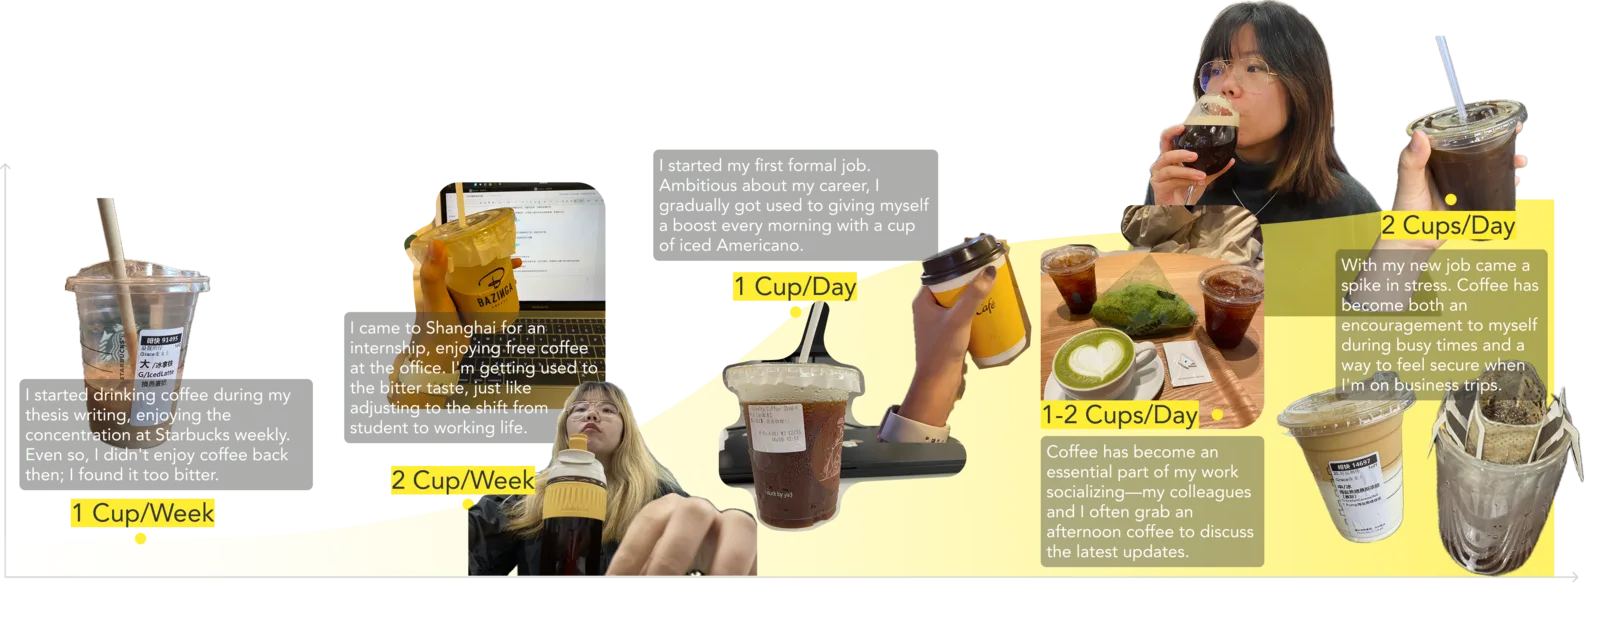 I started drinking coffee during my
thesis writing, enjoying the
concentration at Starbucks weekly.
Even so, I didn't enjoy coffee back
then; I found it too bitter.
1 Cup/Week
G/IcedLatte
BAZINGA
I came to Shanghai for an
internship, enjoying free coffee
at the office. I'm getting used to
the bitter taste, just like
adjusting to the shift from
student to working life.
2 Cup/Week
I started my first formal job.
Ambitious about my career, I
gradually got used to giving myself
a boost every morning with a cup
of iced Americano.
1 Cup/Day
Café
1-2 Cups/Day
Coffee has become an
essential part of my work
socializing—my colleagues
and I often grab an
afternoon coffee to discuss
the latest updates.
2 Cups/Day
With my new job came a
spike in stress. Coffee has
become both an
encouragement to myself
during busy times and a
way to feel secure when
I'm on business trips.